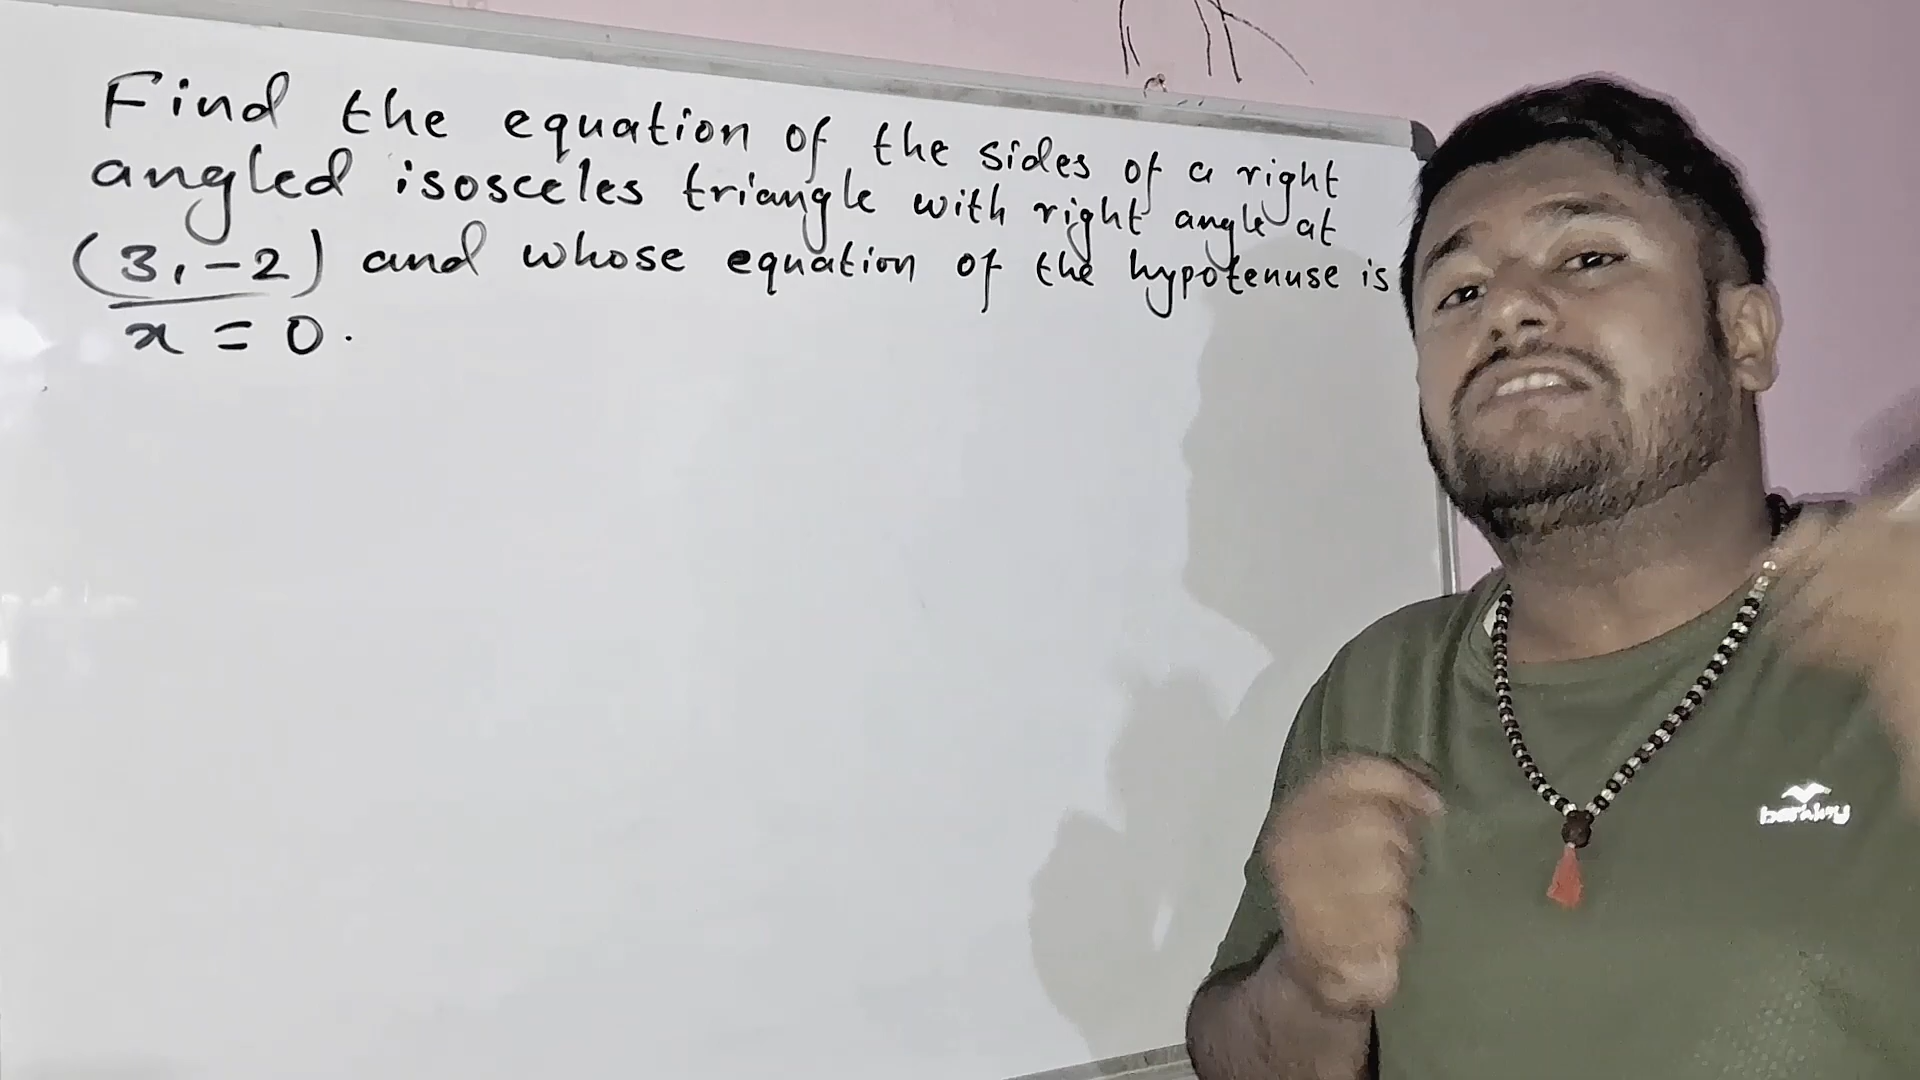 Find the equation of the sides of a right
angled isosceles triangle with right angle at
(3, -2) and whose equation of the hypotenuse is
x = 0.